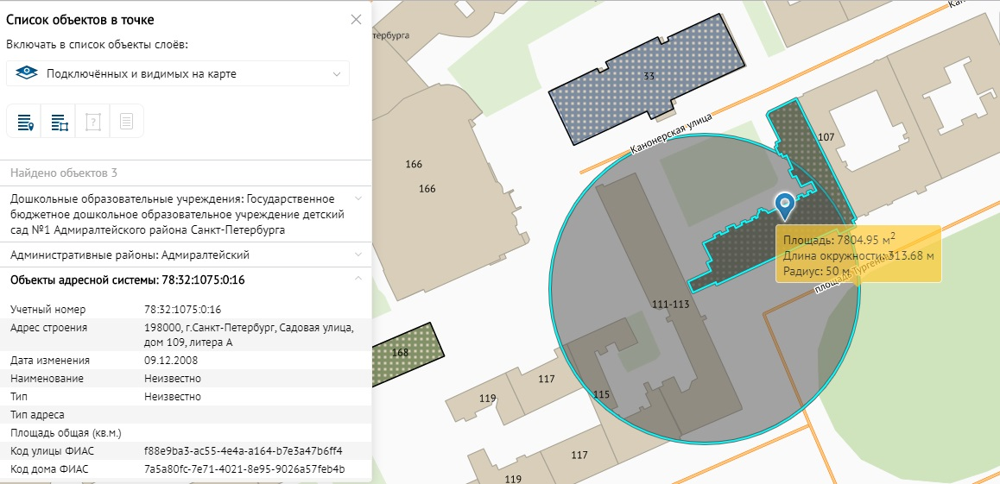 Список объектов в точке
Включать в список объекты слоёв:
Подключённых и видимых на карте
Найдено объектов 3
Дошкольные образовательные учреждения: Государственное
бюджетное дошкольное образовательное учреждение детский
сад №1 Адмиралтейского района Санкт-Петербурга
Административные районы: Адмиралтейский
Объекты адресной системы: 78:32:1075:0:16
Учетный номер 78:32:1075:0:16
Адрес строения 198000, г.Санкт-Петербург, Садовая улица,
дом 109, литера А
Дата изменения 09.12.2008
Наименование Неизвестно
Тип Неизвестно
Тип адреса
Площадь общая (кв.м.)
Код улицы ФИАС f88e9ba3-ac55-4e4a-a164-b7e3a47b6ff4
Код дома ФИАС 7a5a80fc-7e71-4021-8e95-9026a57feb4b
тербурга
33
Канонерская улица
107
166
166
Площадь: 7804.95 м²
Длина окружности: 313.68 м
Радиус: 50 м
площадь Тургенева
111-113
168
117
119
115
117
119